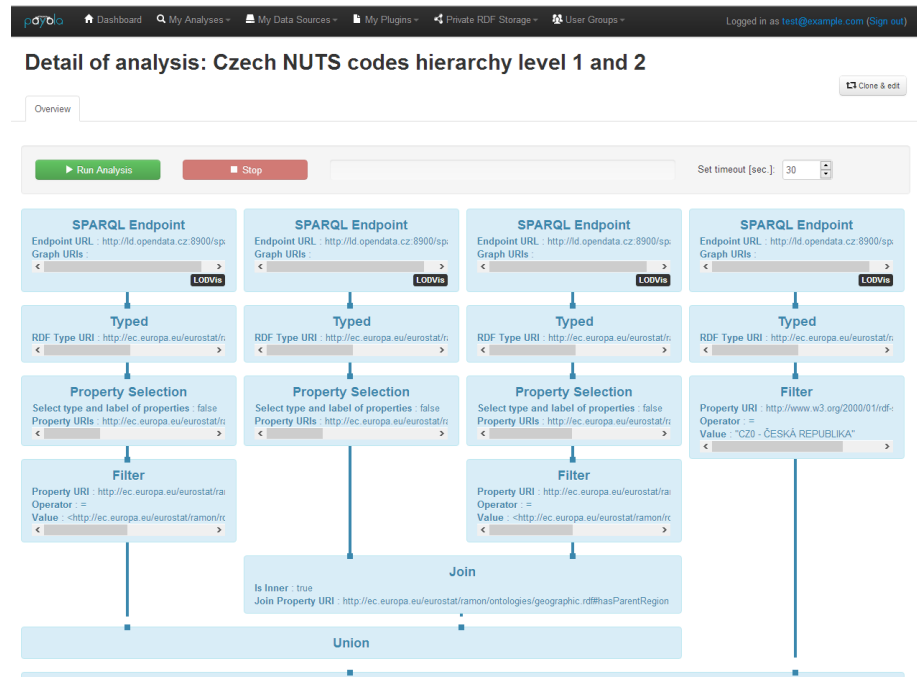 payola Dashboard My Analyses My Data Sources My Plugins Private RDF Storage User Groups Logged in as test@example.com (Sign out)
Detail of analysis: Czech NUTS codes hierarchy level 1 and 2
Clone & edit
Overview
Run Analysis Stop Set timeout [sec.]: 30
SPARQL Endpoint SPARQL Endpoint SPARQL Endpoint SPARQL Endpoint
Endpoint URL : http://ld.opendata.cz:8900/spa Endpoint URL : http://ld.opendata.cz:8900/spa Endpoint URL : http://ld.opendata.cz:8900/spa Endpoint URL : http://ld.opendata.cz:8900/spa
Graph URIs : Graph URIs : Graph URIs : Graph URIs :
LODVis LODVis LODVis LODVis
Typed Typed Typed Typed
RDF Type URI : http://ec.europa.eu/eurostat/ra RDF Type URI : http://ec.europa.eu/eurostat/ra RDF Type URI : http://ec.europa.eu/eurostat/ra RDF Type URI : http://ec.europa.eu/eurostat/ra
Property Selection Property Selection Property Selection Filter
Select type and label of properties : false Select type and label of properties : false Select type and label of properties : false Property URI : http://www.w3.org/2000/01/rdf-
Property URIs : http://ec.europa.eu/eurostat/ra Property URIs : http://ec.europa.eu/eurostat/ra Property URIs : http://ec.europa.eu/eurostat/ra Operator : =
Value : "CZ0 - ČESKÁ REPUBLIKA"
Filter Filter
Property URI : http://ec.europa.eu/eurostat/ra Property URI : http://ec.europa.eu/eurostat/ra
Operator : = Operator : =
Value : <http://ec.europa.eu/eurostat/ramon/rd Value : <http://ec.europa.eu/eurostat/ramon/rd
Join
Is Inner : true
Join Property URI : http://ec.europa.eu/eurostat/ramon/ontologies/geographic.rdf#hasParentRegion
Union